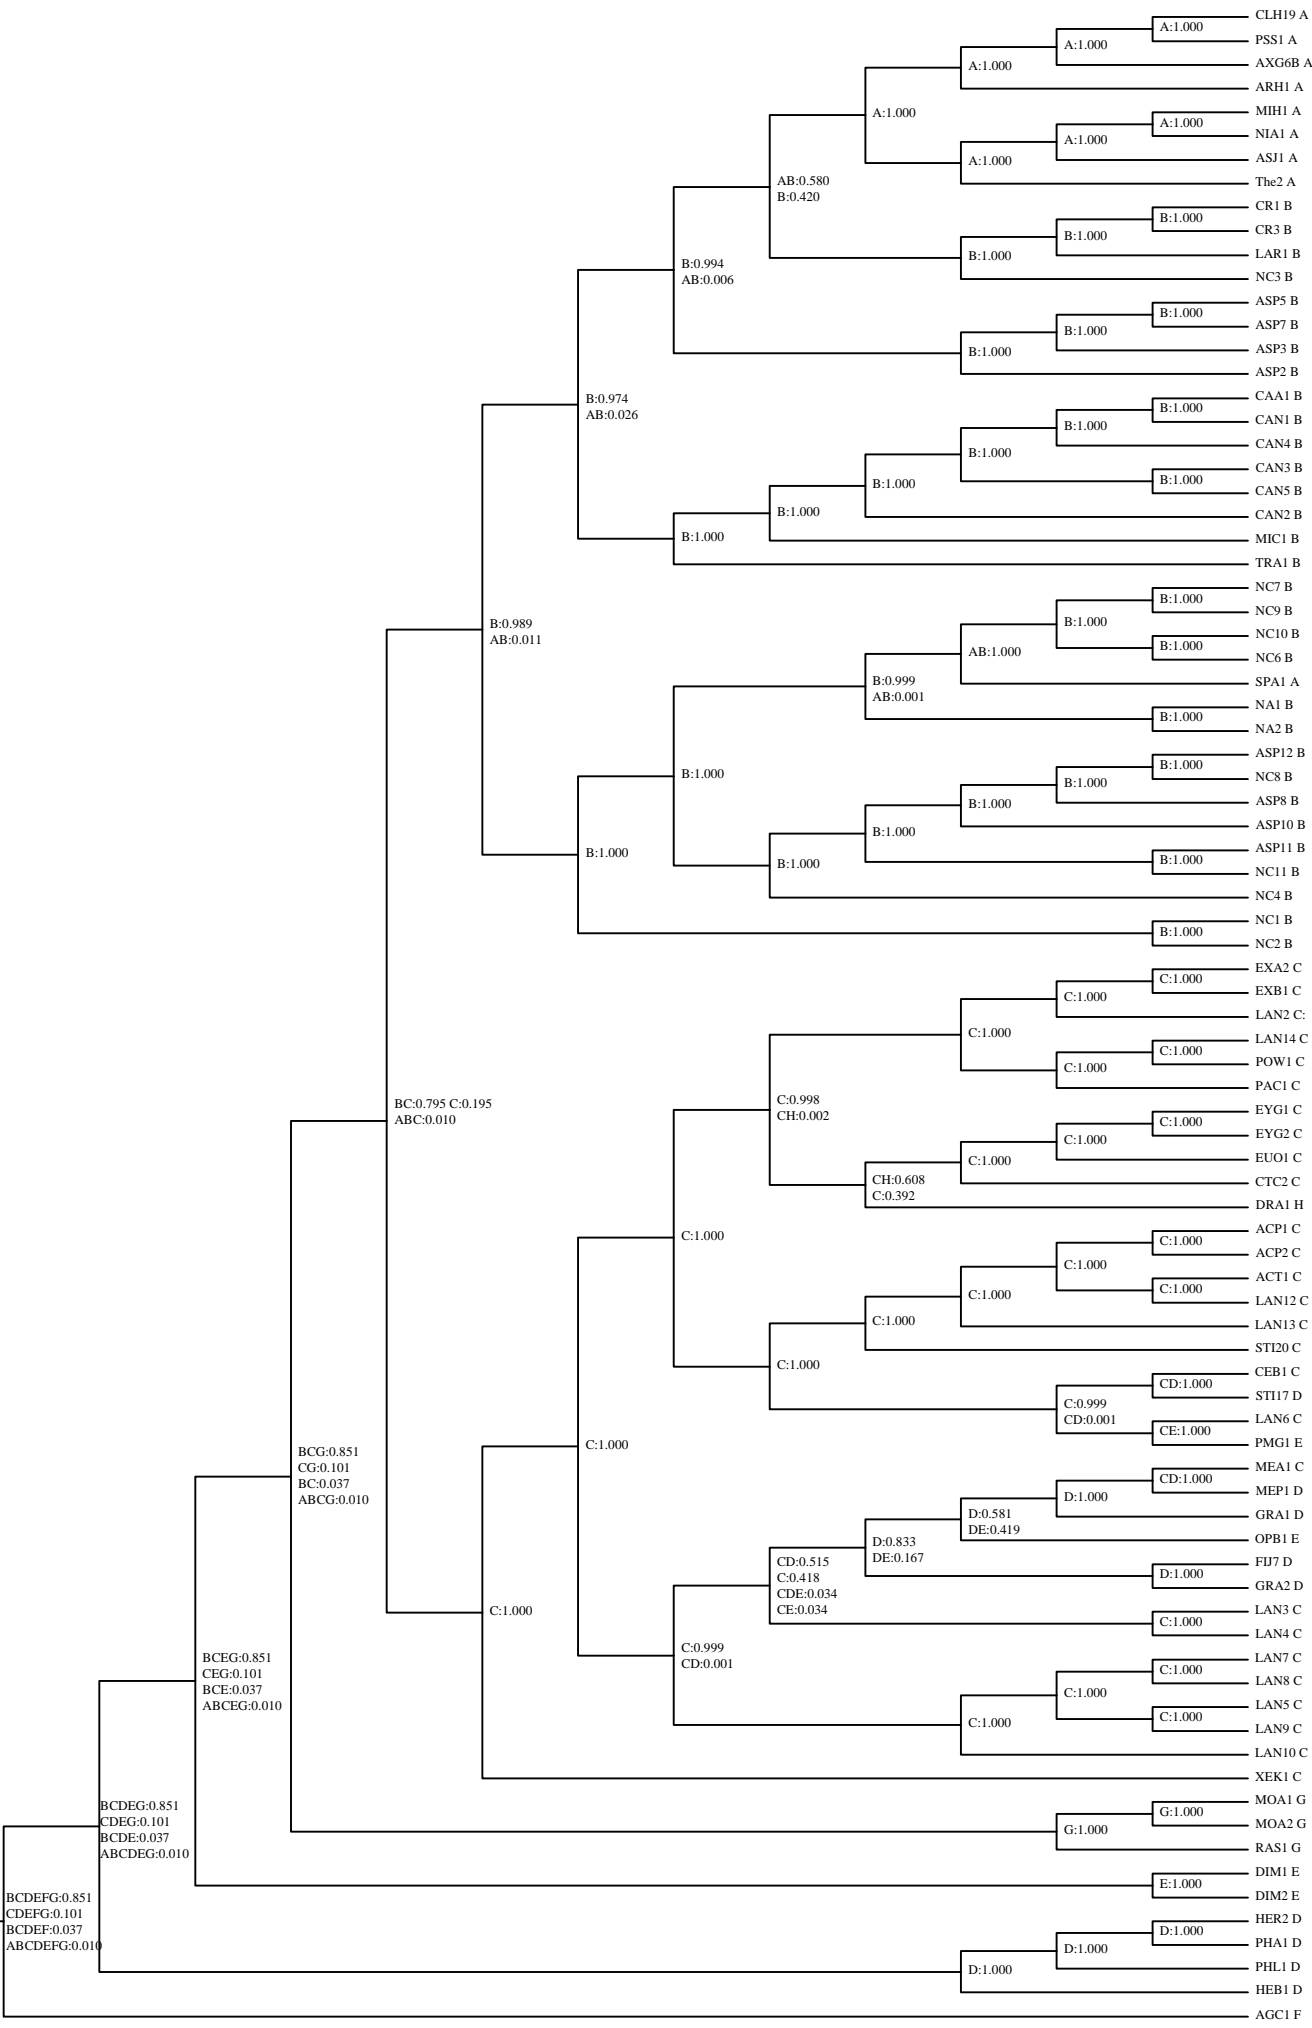 CLH19 A
A:1.000
PSS1 A
A:1.000
AXG6B A
A:1.000
ARH1 A
A:1.000
MIH1 A
A:1.000
NIA1 A
A:1.000
ASJ1 A
A:1.000
The2 A
AB:0.580
B:0.420
CR1 B
B:1.000
CR3 B
B:1.000
LAR1 B
B:1.000
NC3 B
B:0.994
AB:0.006
ASP5 B
B:1.000
ASP7 B
B:1.000
ASP3 B
B:1.000
ASP2 B
B:0.974
AB:0.026
CAA1 B
B:1.000
CAN1 B
B:1.000
CAN4 B
B:1.000
CAN3 B
B:1.000
CAN5 B
B:1.000
CAN2 B
B:1.000
MIC1 B
B:1.000
TRA1 B
NC7 B
B:1.000
NC9 B
B:1.000
B:0.989
AB:0.011
NC10 B
B:1.000
NC6 B
AB:1.000
SPA1 A
B:0.999
AB:0.001
NA1 B
B:1.000
NA2 B
ASP12 B
B:1.000
B:1.000
NC8 B
B:1.000
ASP8 B
B:1.000
ASP10 B
B:1.000
ASP11 B
B:1.000
B:1.000
NC11 B
B:1.000
NC4 B
NC1 B
B:1.000
NC2 B
EXA2 C
C:1.000
EXB1 C
C:1.000
LAN2 C:
C:1.000
LAN14 C
C:1.000
POW1 C
C:1.000
PAC1 C
BC:0.795 C:0.195
ABC:0.010
C:0.998
CH:0.002
EYG1 C
C:1.000
EYG2 C
C:1.000
EUO1 C
C:1.000
CTC2 C
CH:0.608
C:0.392
DRA1 H
C:1.000
ACP1 C
C:1.000
ACP2 C
C:1.000
ACT1 C
C:1.000
C:1.000
LAN12 C
C:1.000
LAN13 C
STI20 C
C:1.000
CEB1 C
CD:1.000
STI17 D
C:0.999
CD:0.001
LAN6 C
CE:1.000
PMG1 E
C:1.000
BCG:0.851
CG:0.101
BC:0.037
ABCG:0.010
MEA1 C
CD:1.000
MEP1 D
D:1.000
GRA1 D
D:0.581
DE:0.419
OPB1 E
D:0.833
DE:0.167
FIJ7 D
D:1.000
GRA2 D
CD:0.515
C:0.418
CDE:0.034
CE:0.034
C:1.000
LAN3 C
C:1.000
LAN4 C
C:0.999
CD:0.001
BCEG:0.851
CEG:0.101
BCE:0.037
ABCEG:0.010
LAN7 C
C:1.000
LAN8 C
C:1.000
LAN5 C
C:1.000
LAN9 C
C:1.000
LAN10 C
XEK1 C
BCDEG:0.851
CDEG:0.101
BCDE:0.037
ABCDEG:0.010
MOA1 G
G:1.000
MOA2 G
G:1.000
RAS1 G
DIM1 E
E:1.000
DIM2 E
BCDEFG:0.851
CDEFG:0.101
BCDEF:0.037
ABCDEFG:0.010
HER2 D
D:1.000
PHA1 D
D:1.000
PHL1 D
D:1.000
HEB1 D
AGC1 F